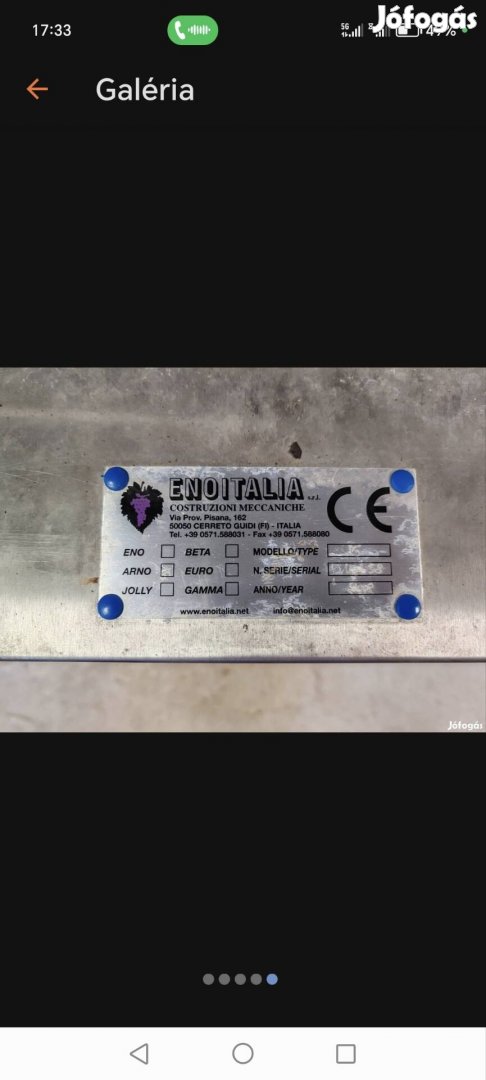 17:33
5G
Jófogás
Galéria
ENOITALIA s.r.l.
COSTRUZIONI MECCANICHE
Via Prov. Pisana, 162
50050 CERRETO GUIDI (FI) - ITALIA
Tel. +39 0571.588031 - Fax +39 0571.588080
CE
ENO BETA MODELLO/TYPE
ARNO EURO N. SERIE/SERIAL
JOLLY GAMMA ANNO/YEAR
www.enoitalia.net info@enoitalia.net
Jófogás